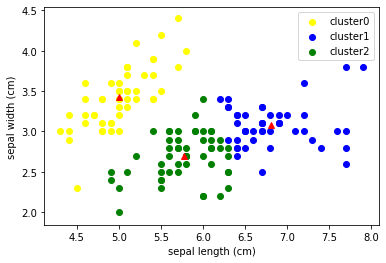 cluster0
cluster1
cluster2
4.5
4.0
3.5
3.0
2.5
2.0
sepal width (cm)
4.5 5.0 5.5 6.0 6.5 7.0 7.5 8.0
sepal length (cm)